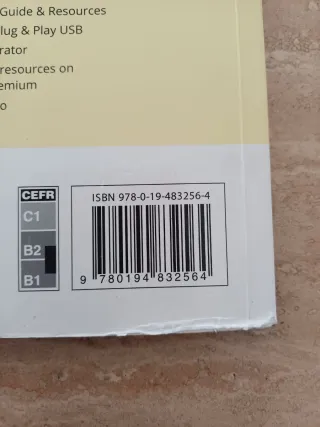 Guide & Resources
lug & Play USB
rator
resources on
emium
o
ISBN 978-0-19-483256-4
CEFR
C1
B2
B1
9 780194 832564